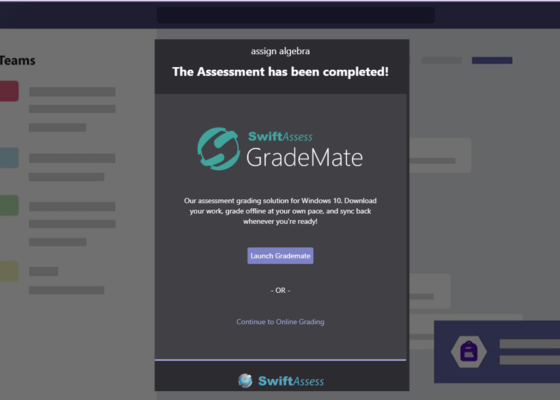 assign algebra
Teams
The Assessment has been completed!
SwiftAssess
GradeMate
Our assessment grading solution for Windows 10. Download
your work, grade offline at your own pace, and sync back
whenever you're ready!
Launch Grademate
- OR -
Continue to Online Grading
SwiftAssess